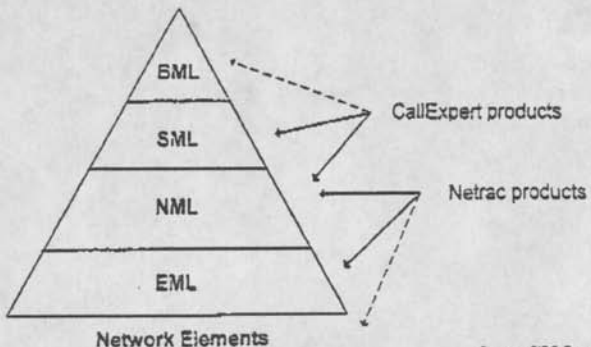 BML
CallExpert products
SML
Netrac products
NML
EML
Network Elements